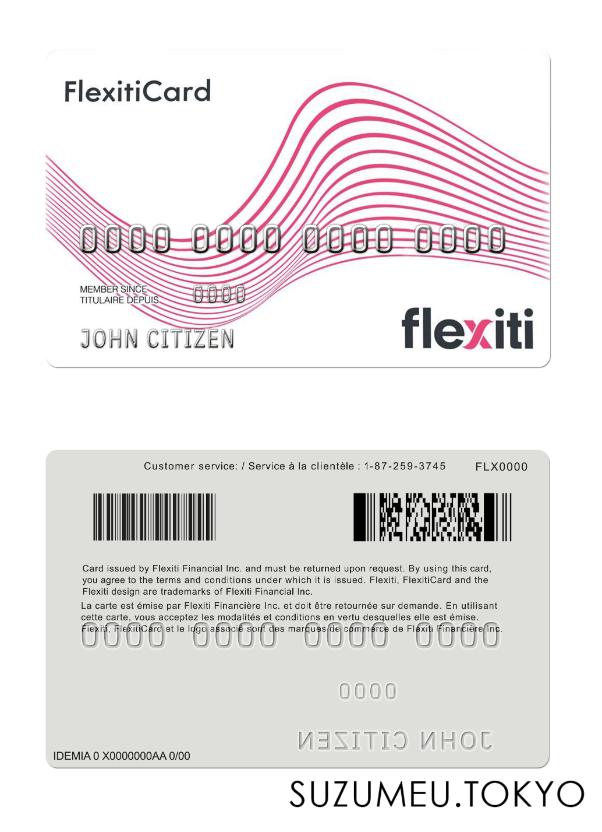 FlexitiCard
0000 0000 0000 0000
MEMBER SINCE
TITULAIRE DEPUIS
0000
JOHN CITIZEN
flexiti
Customer service: / Service à la clientèle : 1-87-259-3745
FLX0000
Card issued by Flexiti Financial Inc. and must be returned upon request. By using this card,
you agree to the terms and conditions under which it is issued. Flexiti, FlexitiCard and the
Flexiti design are trademarks of Flexiti Financial Inc.
La carte est émise par Flexiti Financière Inc. et doit être retournée sur demande. En utilisant
cette carte, vous acceptez les modalités et conditions en vertu desquelles elle est émise.
Flexiti, FlexitiCard et le logo associé sont des marques de commerce de Flexiti Financière Inc.
0000 0000 0000 0000
0000
JOHN CITIZEN
IDEMIA 0 X0000000AA 0/00
SUZUMEU.TOKYO